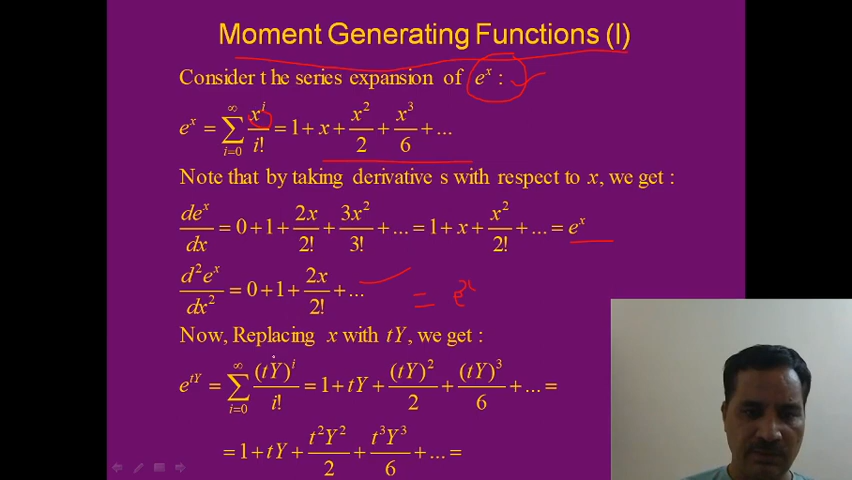 Moment Generating Functions (I)
Consider t he series expansion of e^x :
e^x = ∑_{i=0}^{∞} x^i / i! = 1 + x + x^2/2 + x^3/6 + ...
Note that by taking derivative s with respect to x, we get :
de^x/dx = 0 + 1 + 2x/2! + 3x^2/3! + ... = 1 + x + x^2/2! + ... = e^x
d^2e^x/dx^2 = 0 + 1 + 2x/2! + ... = e^x
Now, Replacing x with tY, we get :
e^{tY} = ∑_{i=0}^{∞} (tY)^i / i! = 1 + tY + (tY)^2/2 + (tY)^3/6 + ... =
= 1 + tY + t^2Y^2/2 + t^3Y^3/6 + ... =